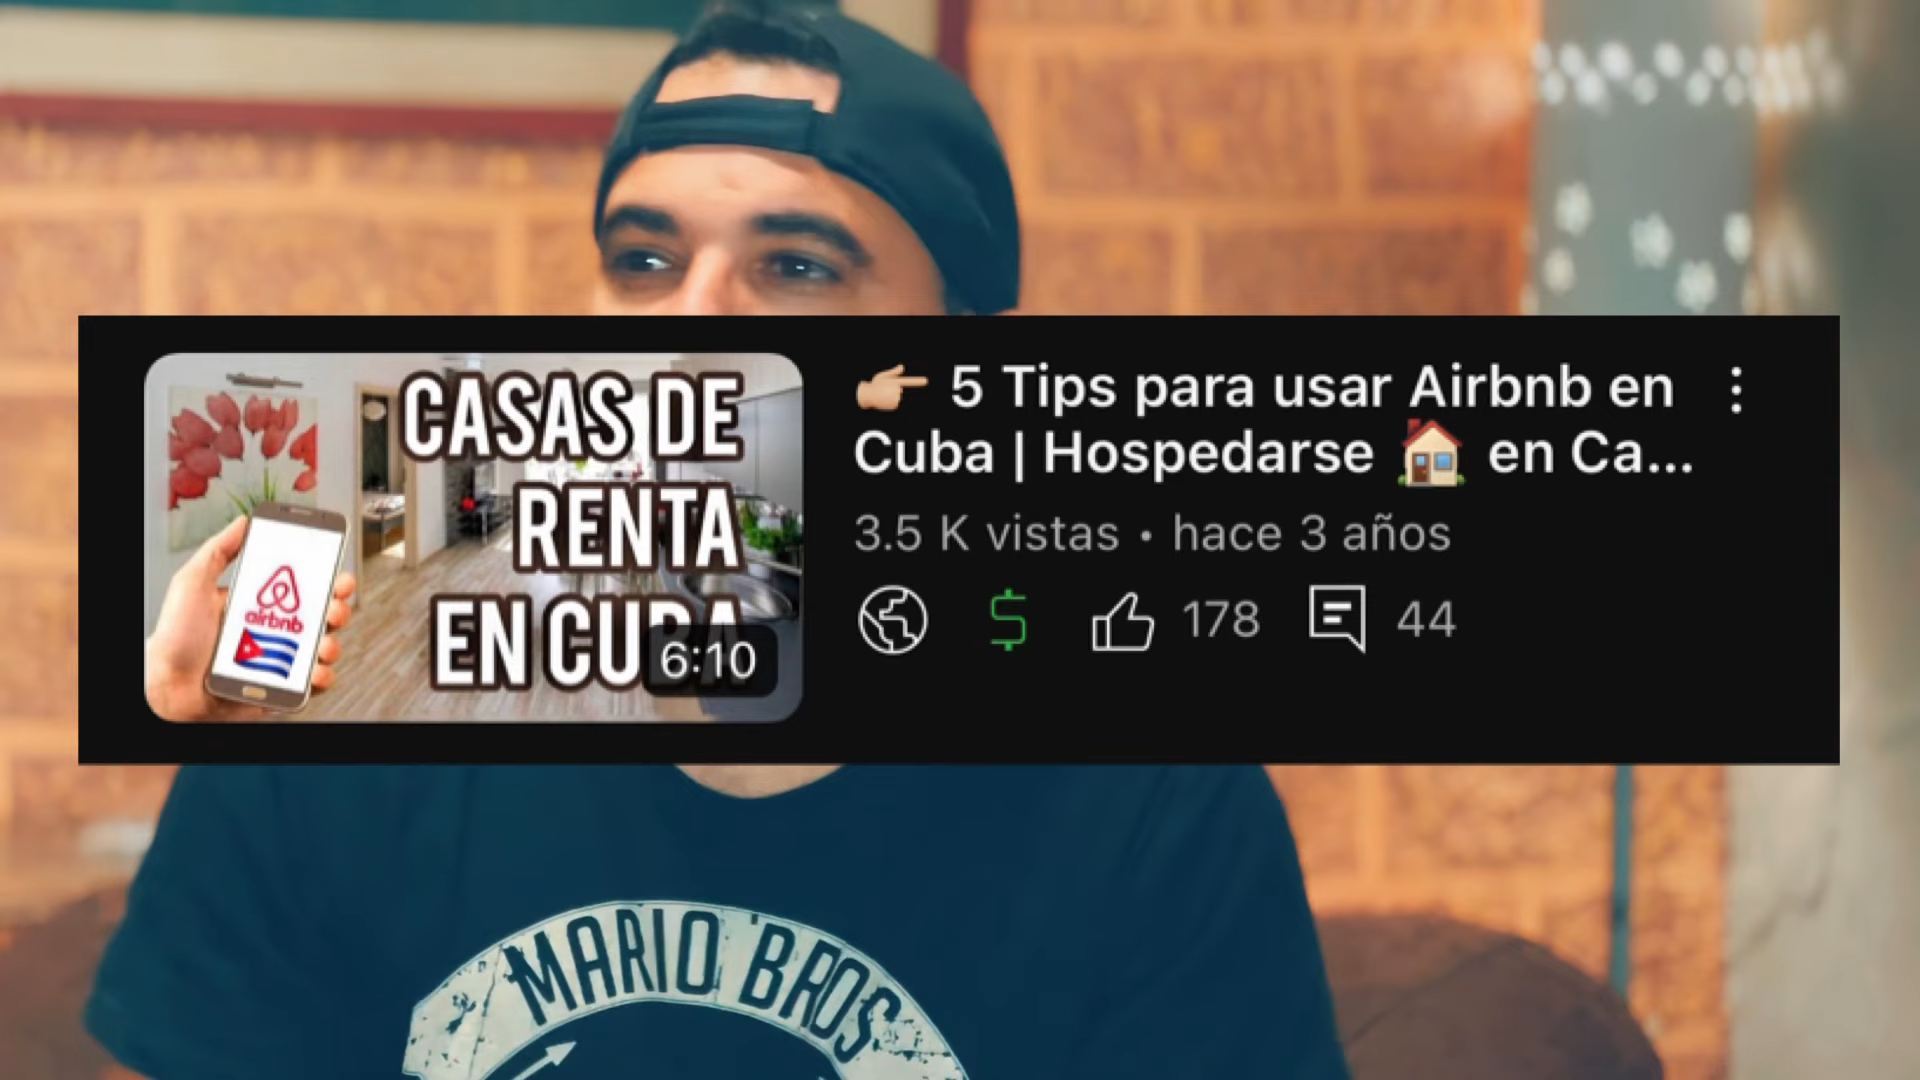 CASAS DE
RENTA
EN CUBA
6:10
airbnb
👉🏼 5 Tips para usar Airbnb en
Cuba | Hospedarse 🏠 en Ca...
3.5 K vistas • hace 3 años
178
44
MARIO BROS